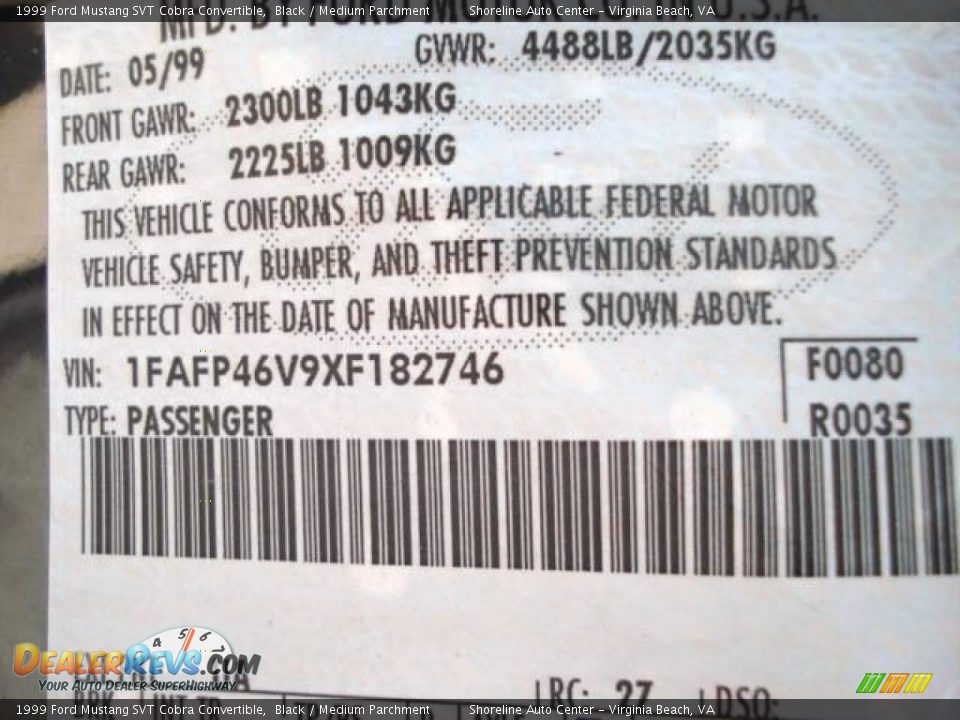 1999 Ford Mustang SVT Cobra Convertible, Black / Medium Parchment Shoreline Auto Center - Virginia Beach, VA
U.S.A.
DATE: 05/99 GVWR: 4488LB/2035KG
FRONT GAWR: 2300LB 1043KG
REAR GAWR: 2225LB 1009KG
THIS VEHICLE CONFORMS TO ALL APPLICABLE FEDERAL MOTOR
VEHICLE SAFETY, BUMPER, AND THEFT PREVENTION STANDARDS
IN EFFECT ON THE DATE OF MANUFACTURE SHOWN ABOVE.
VIN: 1FAFP46V9XF182746 F0080
TYPE: PASSENGER R0035
4 5 6
DEALERREVS.COM
YOUR AUTO DEALER SUPERHIGHWAY
27 DSO:
1999 Ford Mustang SVT Cobra Convertible, Black / Medium Parchment Shoreline Auto Center - Virginia Beach, VA